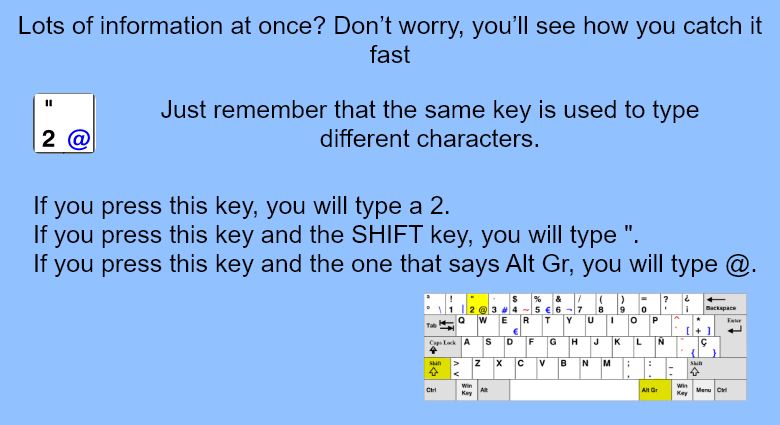 Lots of information at once? Don’t worry, you’ll see how you catch it
fast
"
2 @
Just remember that the same key is used to type
different characters.
If you press this key, you will type a 2.
If you press this key and the SHIFT key, you will type ".
If you press this key and the one that says Alt Gr, you will type @.
ª ! " · $ % & / ( ) = ? ¿
º \ 1 | 2 @ 3 # 4 ~ 5 € 6 ¬ 7 8 9 0 ' ¡ Backspace
Tab Q W E € R T Y U I O P ^ ` [ * + ] Enter
Caps Lock A S D F G H J K L Ñ { Ç }
Shift > < Z X C V B N M ; , : . _ - Shift
Ctrl Win Key Alt Alt Gr Win Key Menu Ctrl